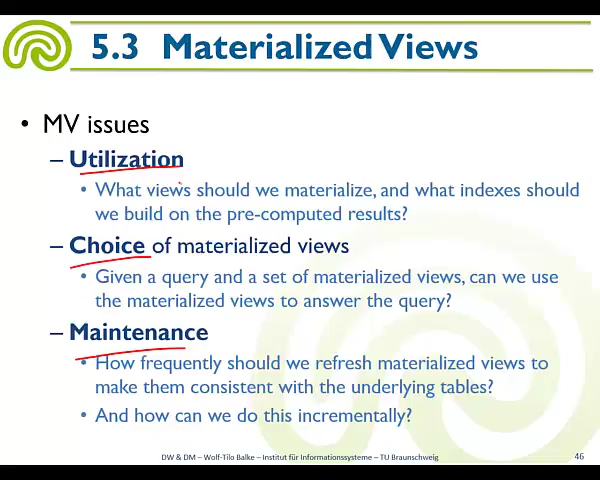 5.3 Materialized Views
• MV issues
– Utilization
• What views should we materialize, and what indexes should
we build on the pre-computed results?
– Choice of materialized views
• Given a query and a set of materialized views, can we use
the materialized views to answer the query?
– Maintenance
• How frequently should we refresh materialized views to
make them consistent with the underlying tables?
• And how can we do this incrementally?
DW & DM – Wolf-Tilo Balke – Institut für Informationssysteme – TU Braunschweig
46